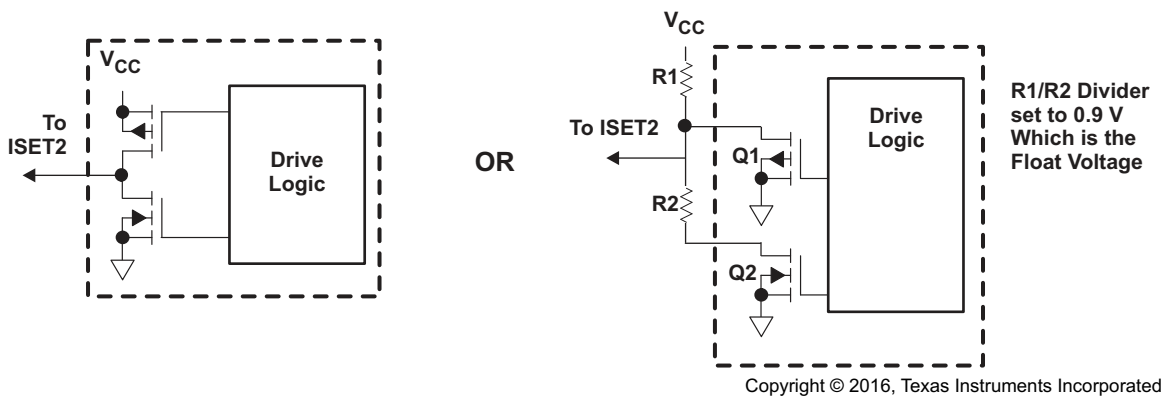 VCC
To
ISET2
Drive
Logic
OR
VCC
R1
To ISET2
Q1
R2
Q2
Drive
Logic
R1/R2 Divider
set to 0.9 V
Which is the
Float Voltage
Copyright © 2016, Texas Instruments Incorporated